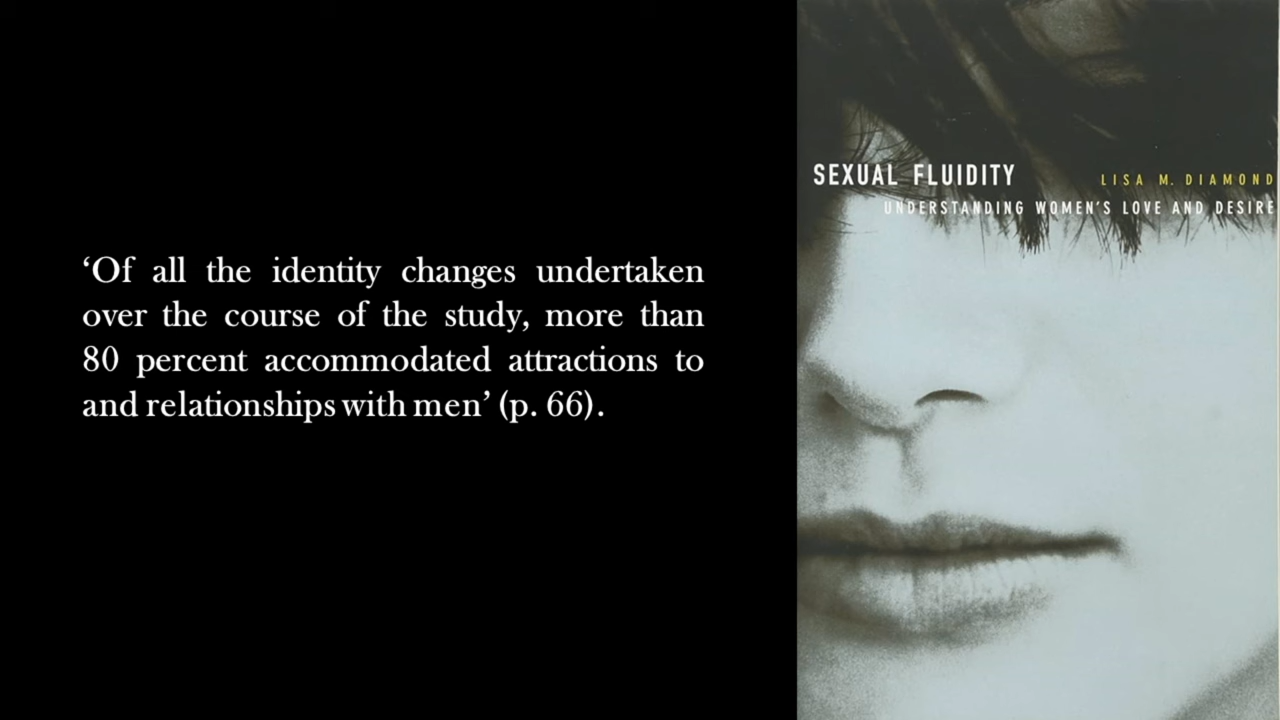 ‘Of all the identity changes undertaken
over the course of the study, more than
80 percent accommodated attractions to
and relationships with men’ (p. 66).
SEXUAL FLUIDITY LISA M. DIAMOND
UNDERSTANDING WOMEN'S LOVE AND DESIRE